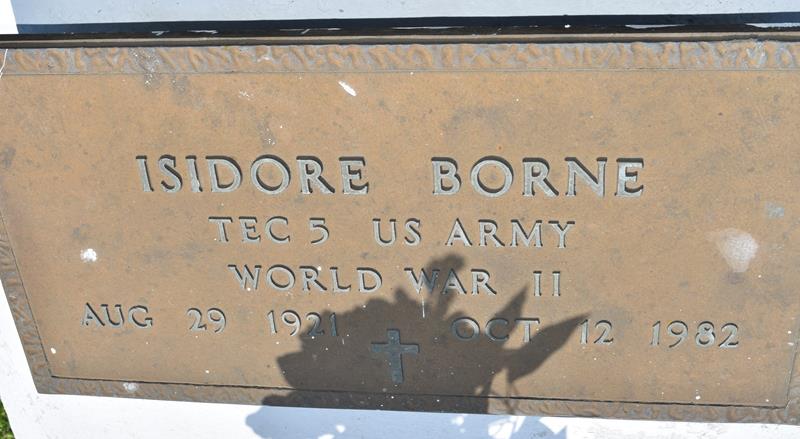 ISIDORE BORNE
TEC 5 US ARMY
WORLD WAR II
AUG 29 1921 OCT 12 1982